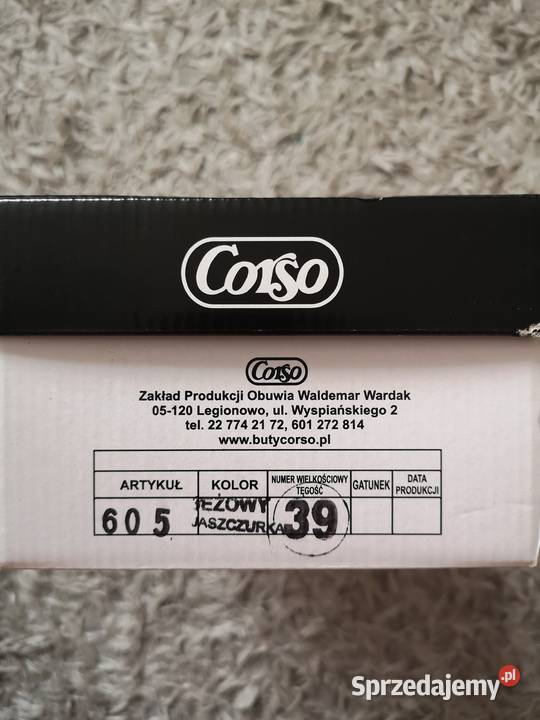 Corso
Corso
Zakład Produkcji Obuwia Waldemar Wardak
05-120 Legionowo, ul. Wyspiańskiego 2
tel. 22 774 21 72, 601 272 814
www.butycorso.pl
ARTYKUŁ KOLOR NUMER WIELKOŚCIOWY TĘGOŚĆ GATUNEK DATA PRODUKCJI
605 BEŻOWY JASZCZURKA 39
Sprzedajemy.pl